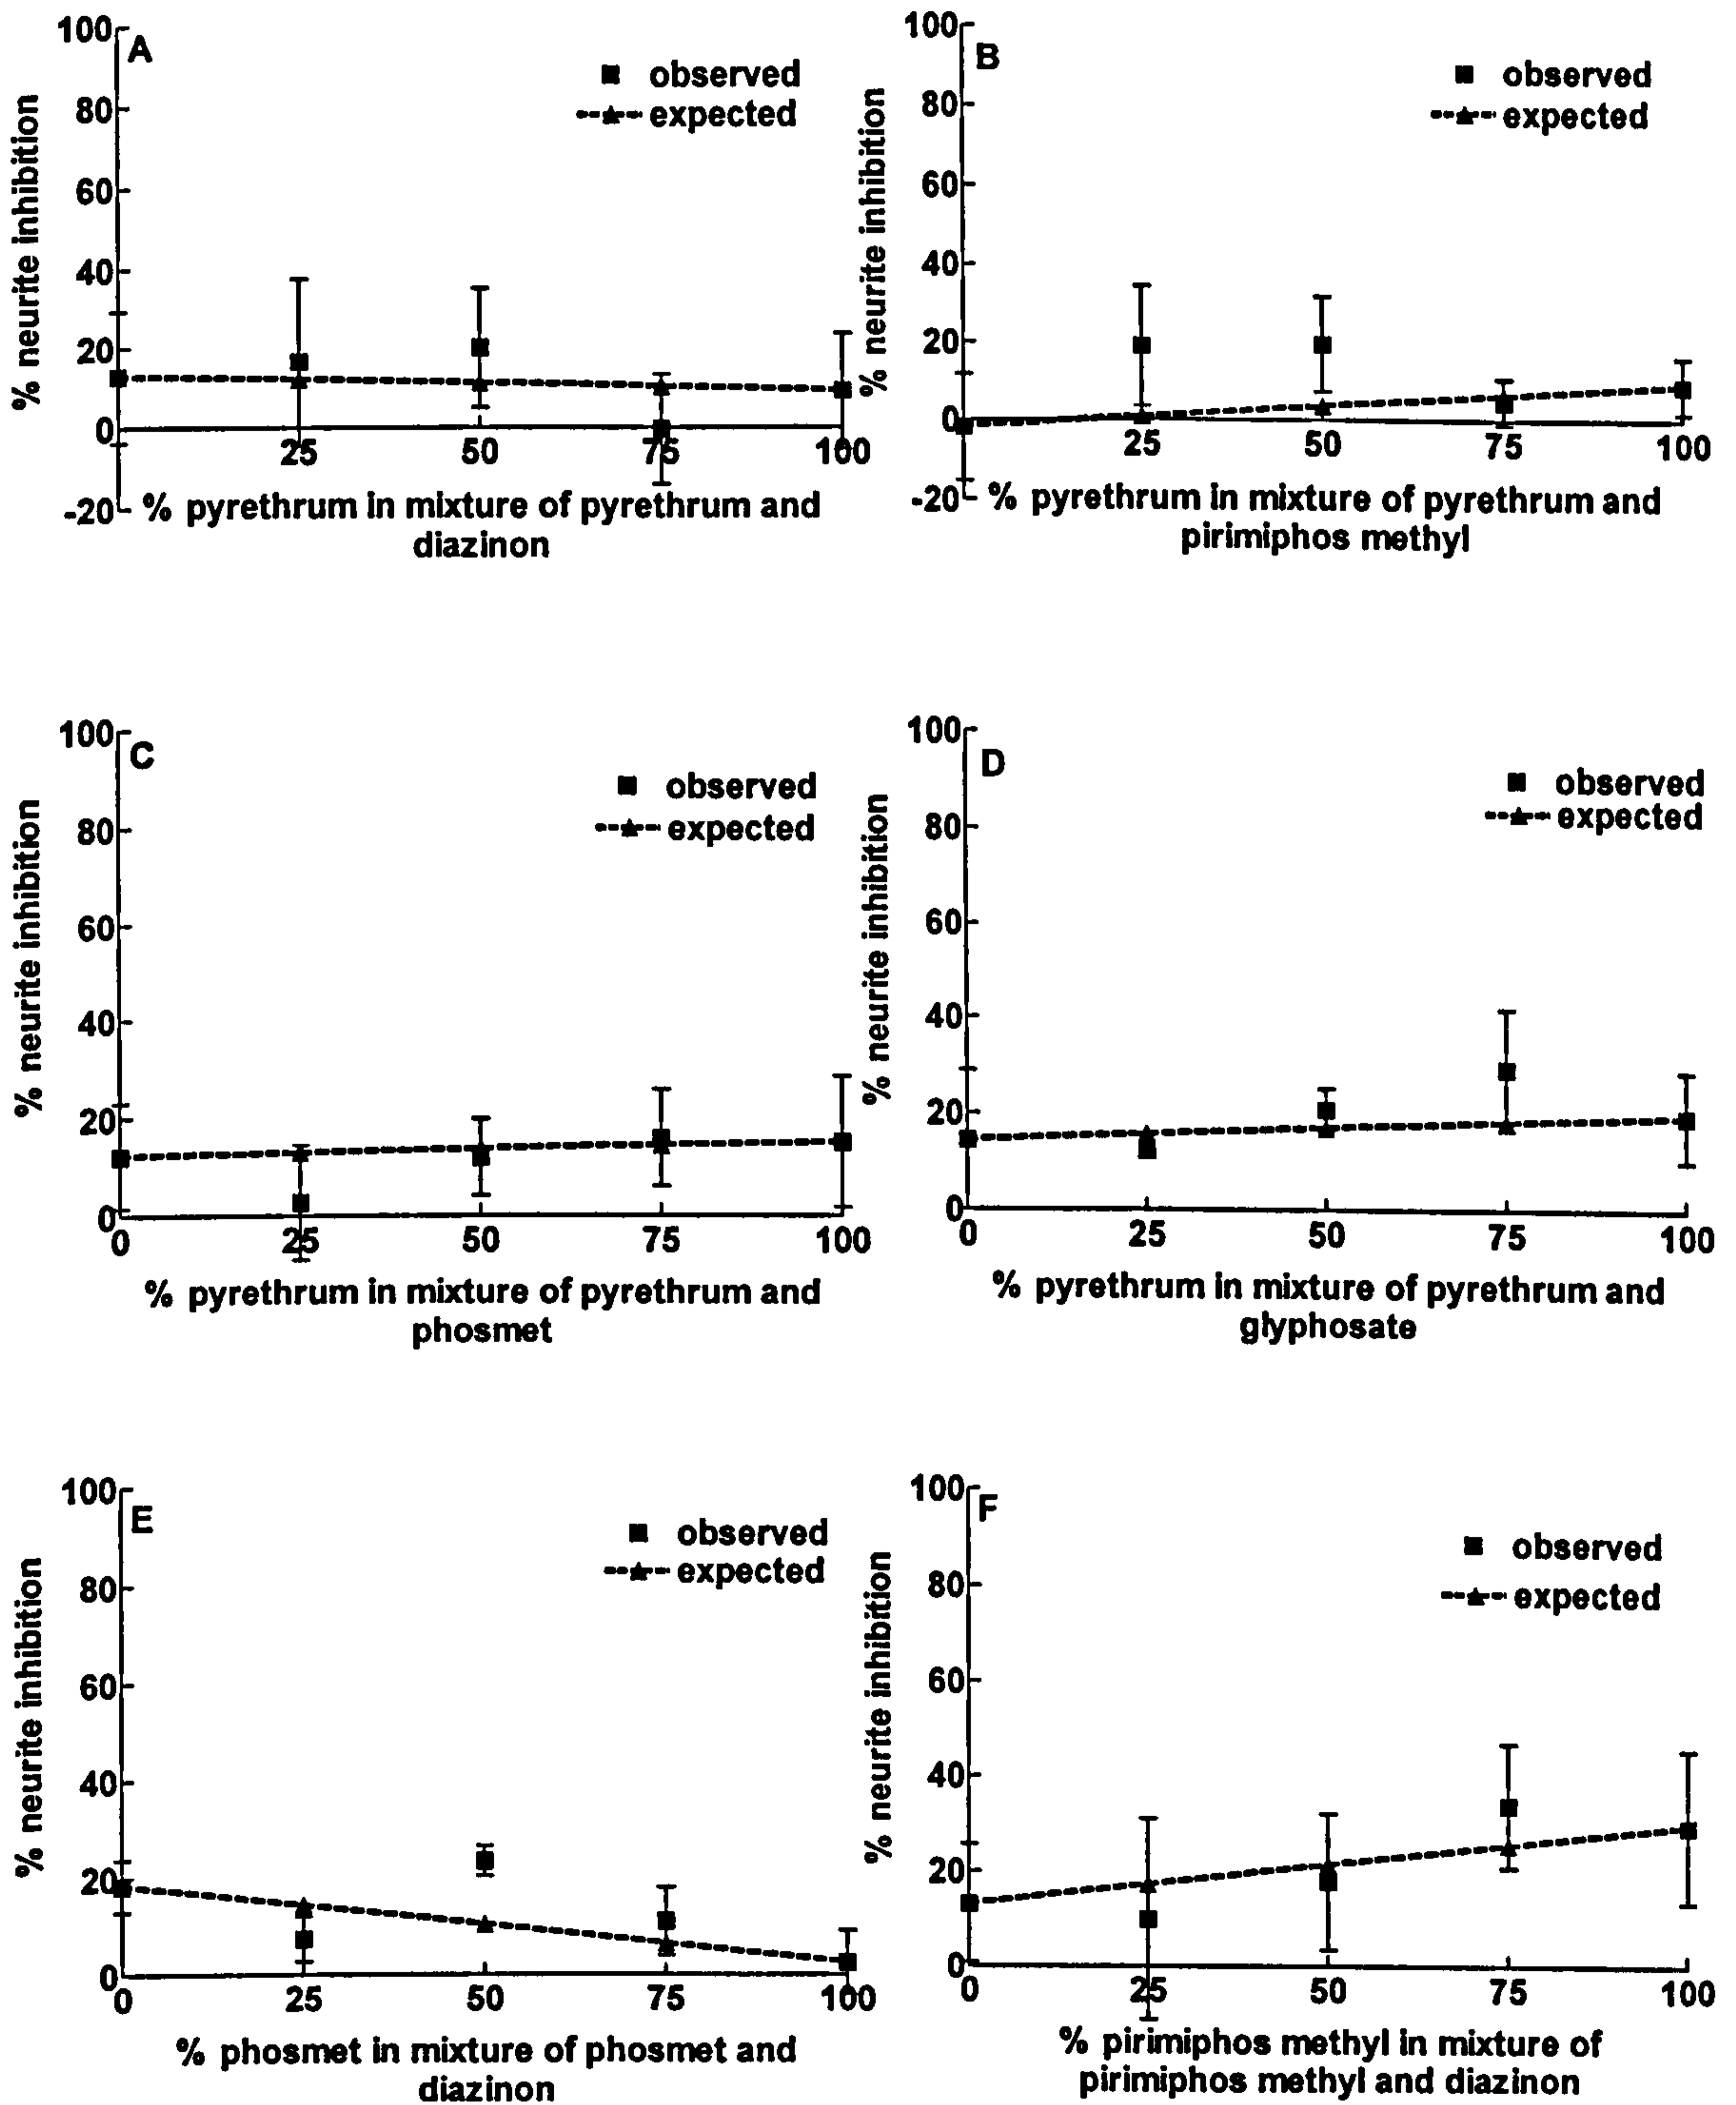 A
observed
expected
% neurite inhibition
100
80
60
40
20
0
-20
25
50
75
100
% pyrethrum in mixture of pyrethrum and
diazinon
B
observed
expected
% neurite inhibition
100
80
60
40
20
0
-20
25
50
75
100
% pyrethrum in mixture of pyrethrum and
pirimiphos methyl
C
observed
expected
% neurite inhibition
100
80
60
40
20
0
0
25
50
75
100
% pyrethrum in mixture of pyrethrum and
phosmet
D
observed
expected
% neurite inhibition
100
80
60
40
20
0
0
25
50
75
100
% pyrethrum in mixture of pyrethrum and
glyphosate
E
observed
expected
% neurite inhibition
100
80
60
40
20
0
0
25
50
75
100
% phosmet in mixture of phosmet and
diazinon
F
observed
expected
% neurite inhibition
100
80
60
40
20
0
0
25
50
75
100
% pirimiphos methyl in mixture of
pirimiphos methyl and diazinon